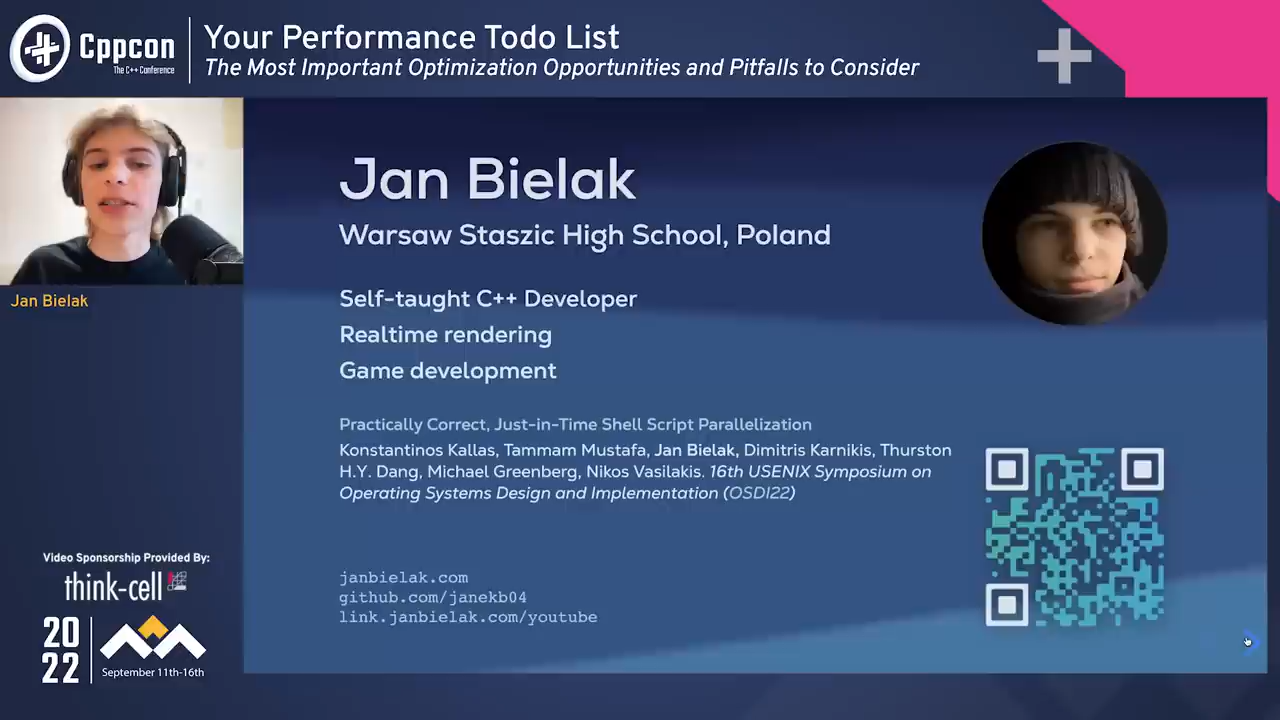 Cppcon
The C++ Conference
Your Performance Todo List
The Most Important Optimization Opportunities and Pitfalls to Consider
Jan Bielak
Jan Bielak
Warsaw Staszic High School, Poland
Self-taught C++ Developer
Realtime rendering
Game development
Practically Correct, Just-in-Time Shell Script Parallelization
Konstantinos Kallas, Tammam Mustafa, Jan Bielak, Dimitris Karnikis, Thurston
H.Y. Dang, Michael Greenberg, Nikos Vasilakis. 16th USENIX Symposium on
Operating Systems Design and Implementation (OSDI22)
janbielak.com
github.com/janekb04
link.janbielak.com/youtube
Video Sponsorship Provided By:
think-cell
20
22
September 11th-16th